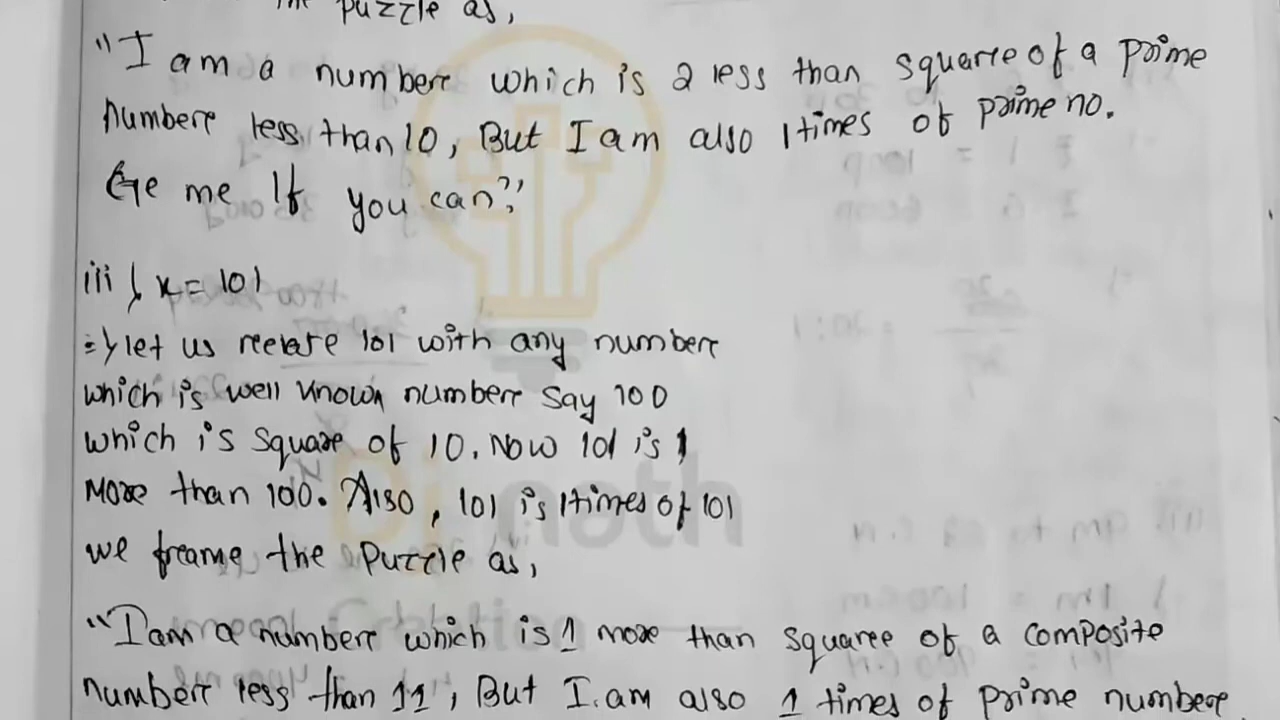 the puzzle as,
"I am a number which is 2 less than square of a prime
number less than 10, But I am also 1 times of prime no.
Ge me If you can?"
iii) x = 101
=> let us relate 101 with any number
which is well known number say 100
which is square of 10. Now 101 is 1
More than 100. Also, 101 is 1 times of 101
we frame the puzzle as,
"I am a number which is 1 more than square of a composite
number less than 11, But I am also 1 times of prime number